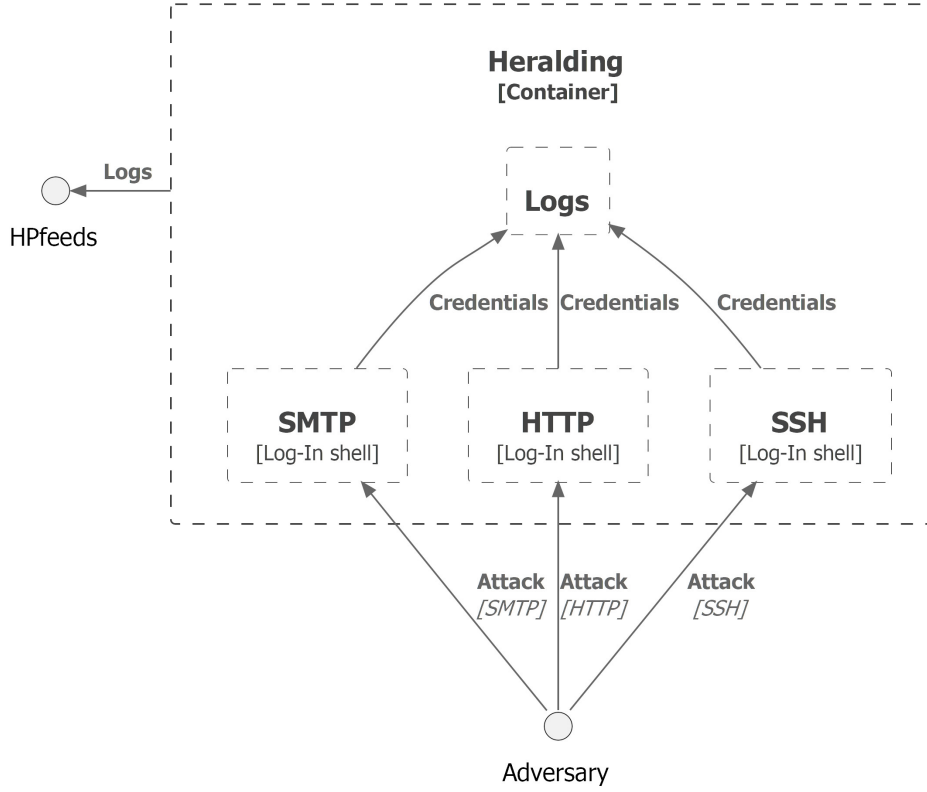 Heralding
[Container]
Logs
HPfeeds
Logs
Credentials
Credentials
Credentials
SMTP
[Log-In shell]
HTTP
[Log-In shell]
SSH
[Log-In shell]
Attack
[SMTP]
Attack
[HTTP]
Attack
[SSH]
Adversary